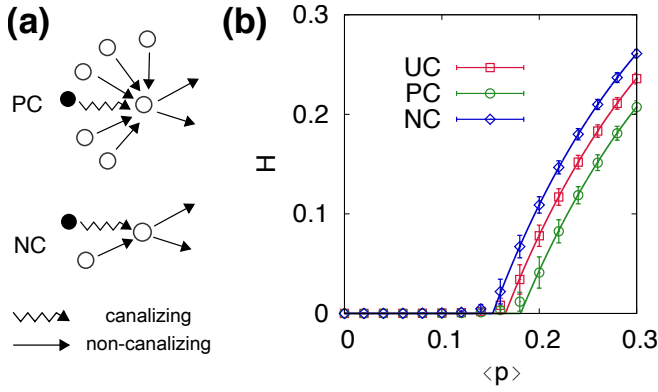 (a)
PC
NC
canalizing
non-canalizing
(b)
UC
PC
NC
H
0.3
0.2
0.1
0
0 0.1 0.2 0.3
⟨p⟩